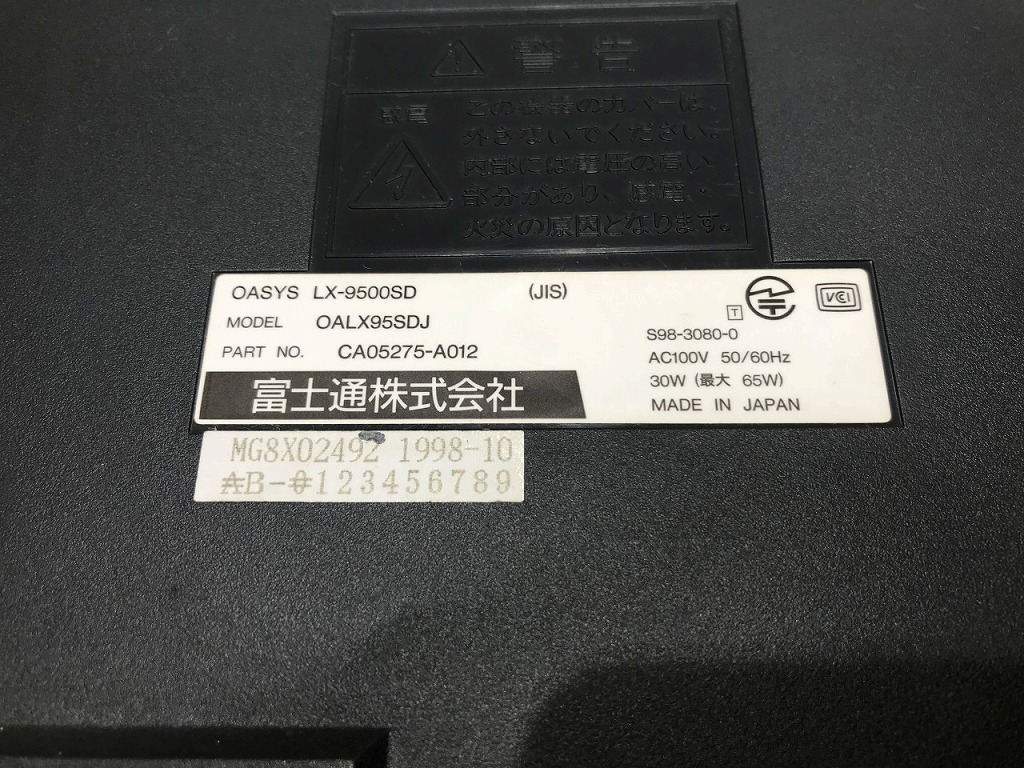 警告
感電
この機器のカバーは、
外さないでください。
内部には電圧の高い
部分があり、感電・
火災の原因となります。
OASYS LX-9500SD (JIS)
MODEL OALX95SDJ
PART NO. CA05275-A012
富士通株式会社
T
VCI
S98-3080-0
AC100V 50/60Hz
30W (最大 65W)
MADE IN JAPAN
MG8X02492 1998-10
AB-0123456789